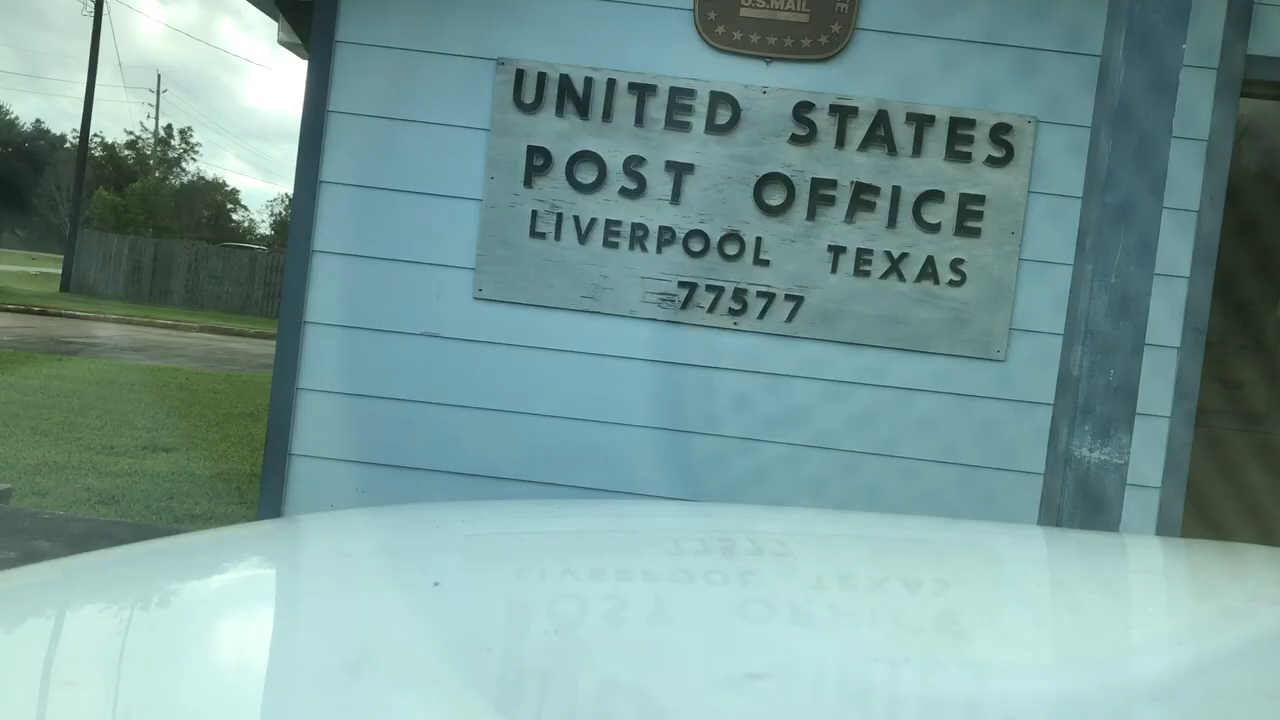 U.S.MAIL
UNITED STATES
POST OFFICE
LIVERPOOL TEXAS
77577